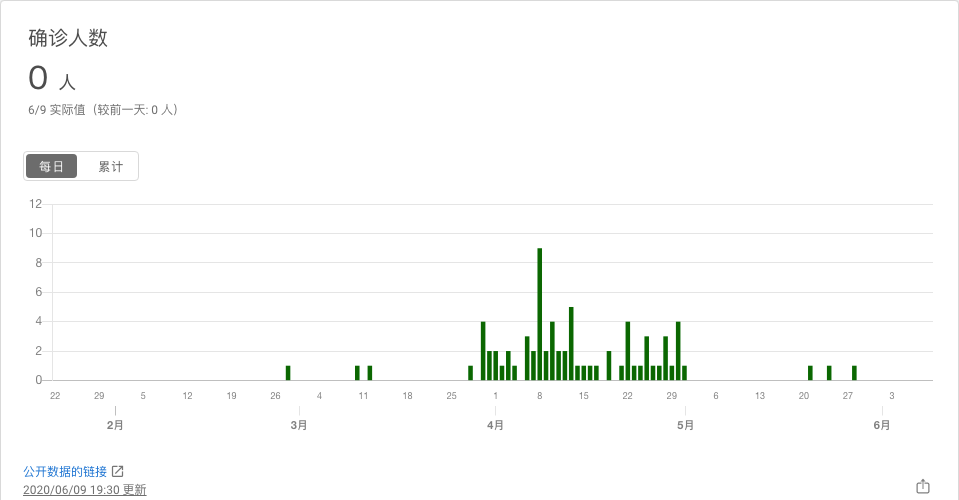 确诊人数
0 人
6/9 实际值（较前一天: 0 人）
每日 累计
12
10
8
6
4
2
0
22 29 5 12 19 26 4 11 18 25 1 8 15 22 29 6 13 20 27 3
2月 3月 4月 5月 6月
公开数据的链接
2020/06/09 19:30 更新